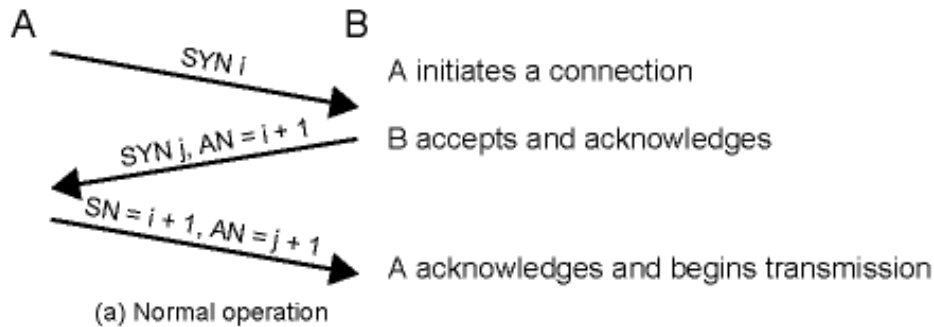 A
B
SYN i
A initiates a connection
SYN j, AN = i + 1
B accepts and acknowledges
SN = i + 1, AN = j + 1
A acknowledges and begins transmission
(a) Normal operation